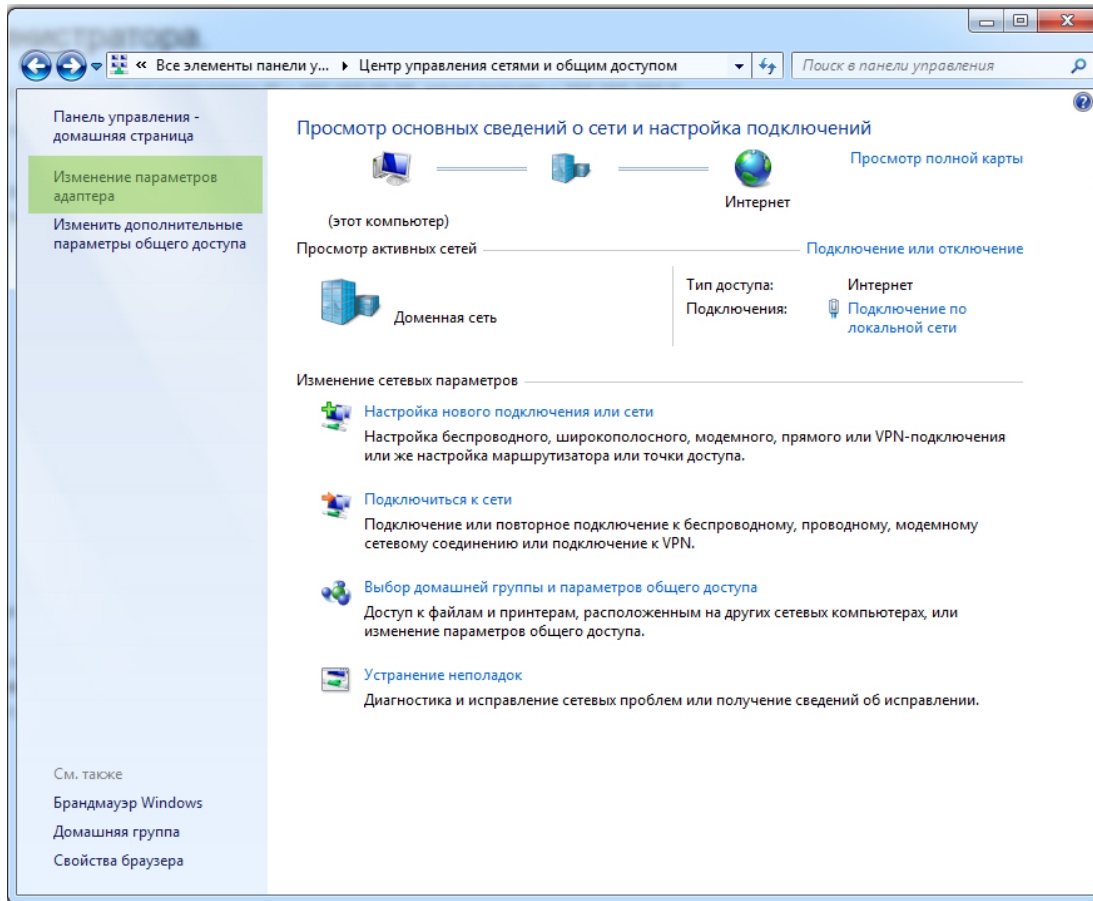 министратора.
« Все элементы панели у... ▸ Центр управления сетями и общим доступом
Поиск в панели управления
Панель управления -
домашняя страница
Изменение параметров
адаптера
Изменить дополнительные
параметры общего доступа
См. также
Брандмауэр Windows
Домашняя группа
Свойства браузера
Просмотр основных сведений о сети и настройка подключений
Просмотр полной карты
(этот компьютер)
Интернет
Просмотр активных сетей
Подключение или отключение
Доменная сеть
Тип доступа: Интернет
Подключения: Подключение по
локальной сети
Изменение сетевых параметров
Настройка нового подключения или сети
Настройка беспроводного, широкополосного, модемного, прямого или VPN-подключения
или же настройка маршрутизатора или точки доступа.
Подключиться к сети
Подключение или повторное подключение к беспроводному, проводному, модемному
сетевому соединению или подключение к VPN.
Выбор домашней группы и параметров общего доступа
Доступ к файлам и принтерам, расположенным на других сетевых компьютерах, или
изменение параметров общего доступа.
Устранение неполадок
Диагностика и исправление сетевых проблем или получение сведений об исправлении.